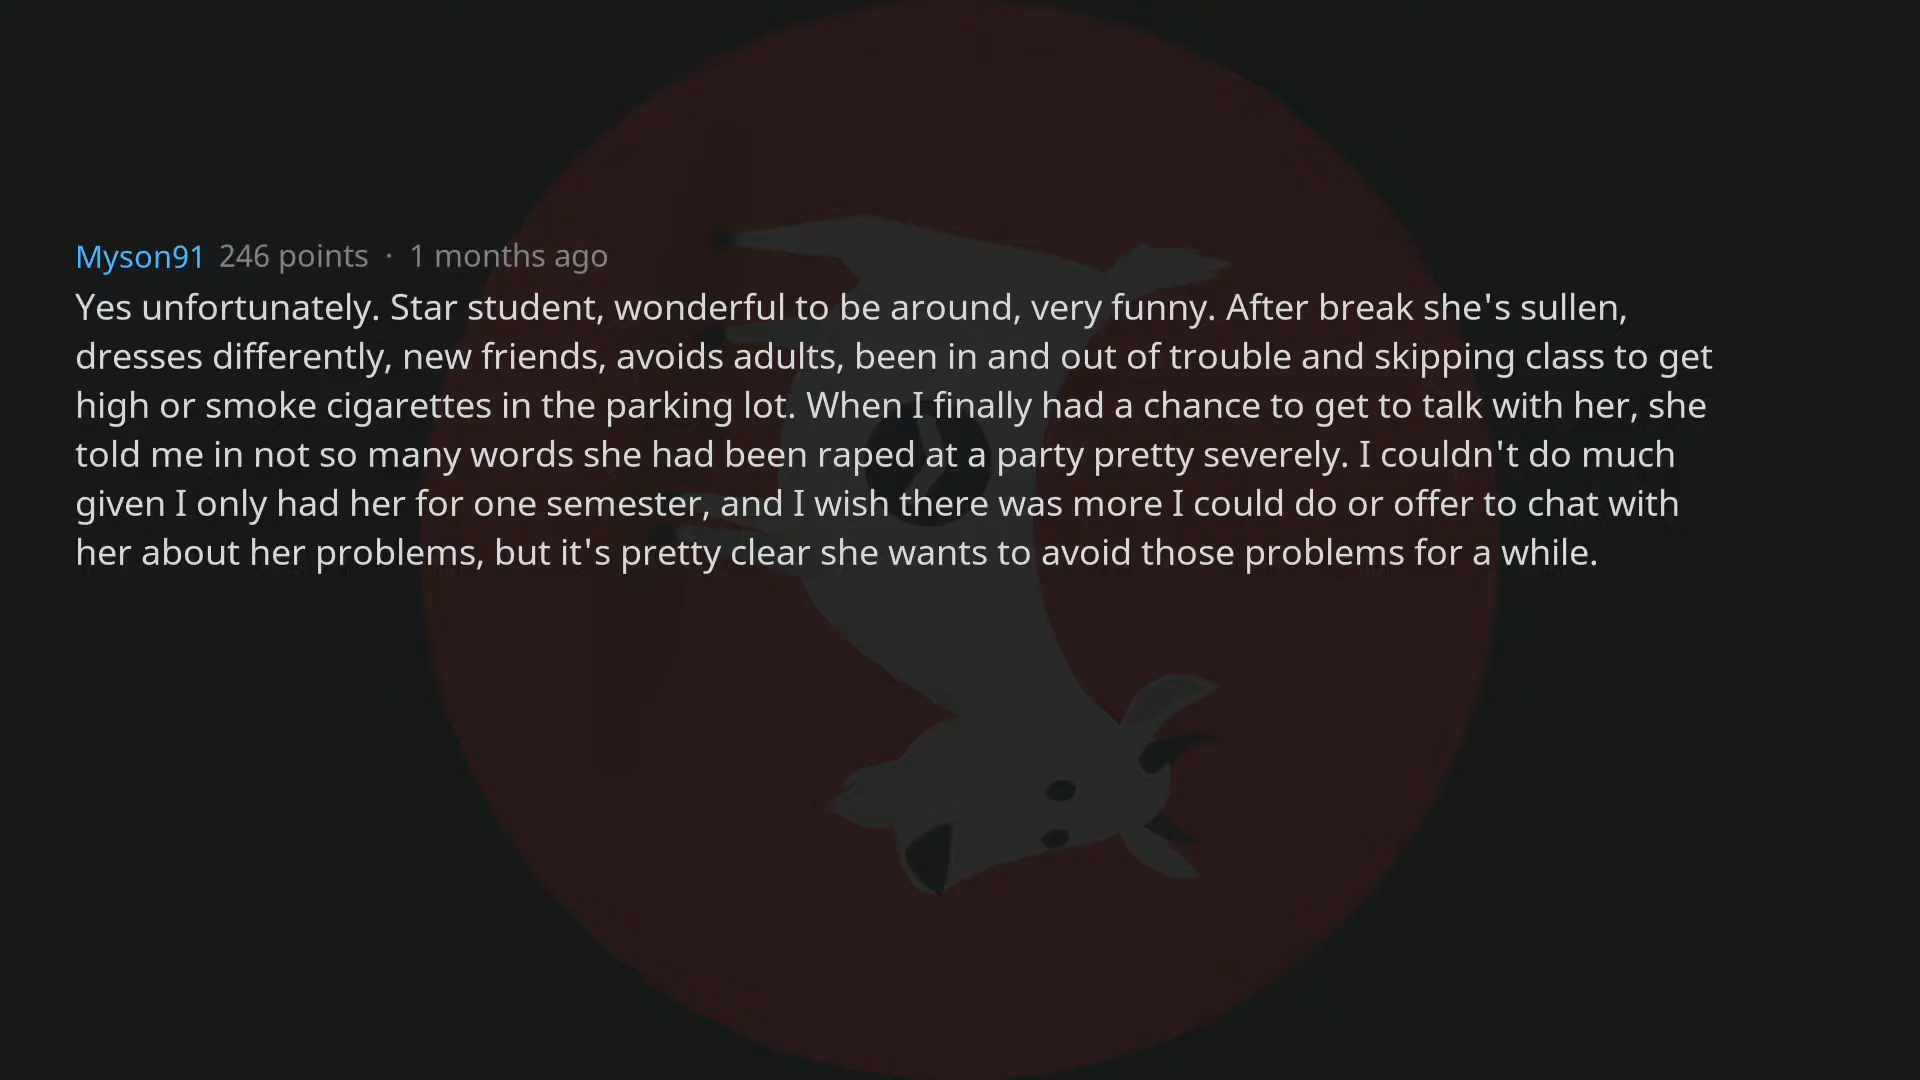 Myson91 246 points · 1 months ago
Yes unfortunately. Star student, wonderful to be around, very funny. After break she's sullen,
dresses differently, new friends, avoids adults, been in and out of trouble and skipping class to get
high or smoke cigarettes in the parking lot. When I finally had a chance to get to talk with her, she
told me in not so many words she had been raped at a party pretty severely. I couldn't do much
given I only had her for one semester, and I wish there was more I could do or offer to chat with
her about her problems, but it's pretty clear she wants to avoid those problems for a while.